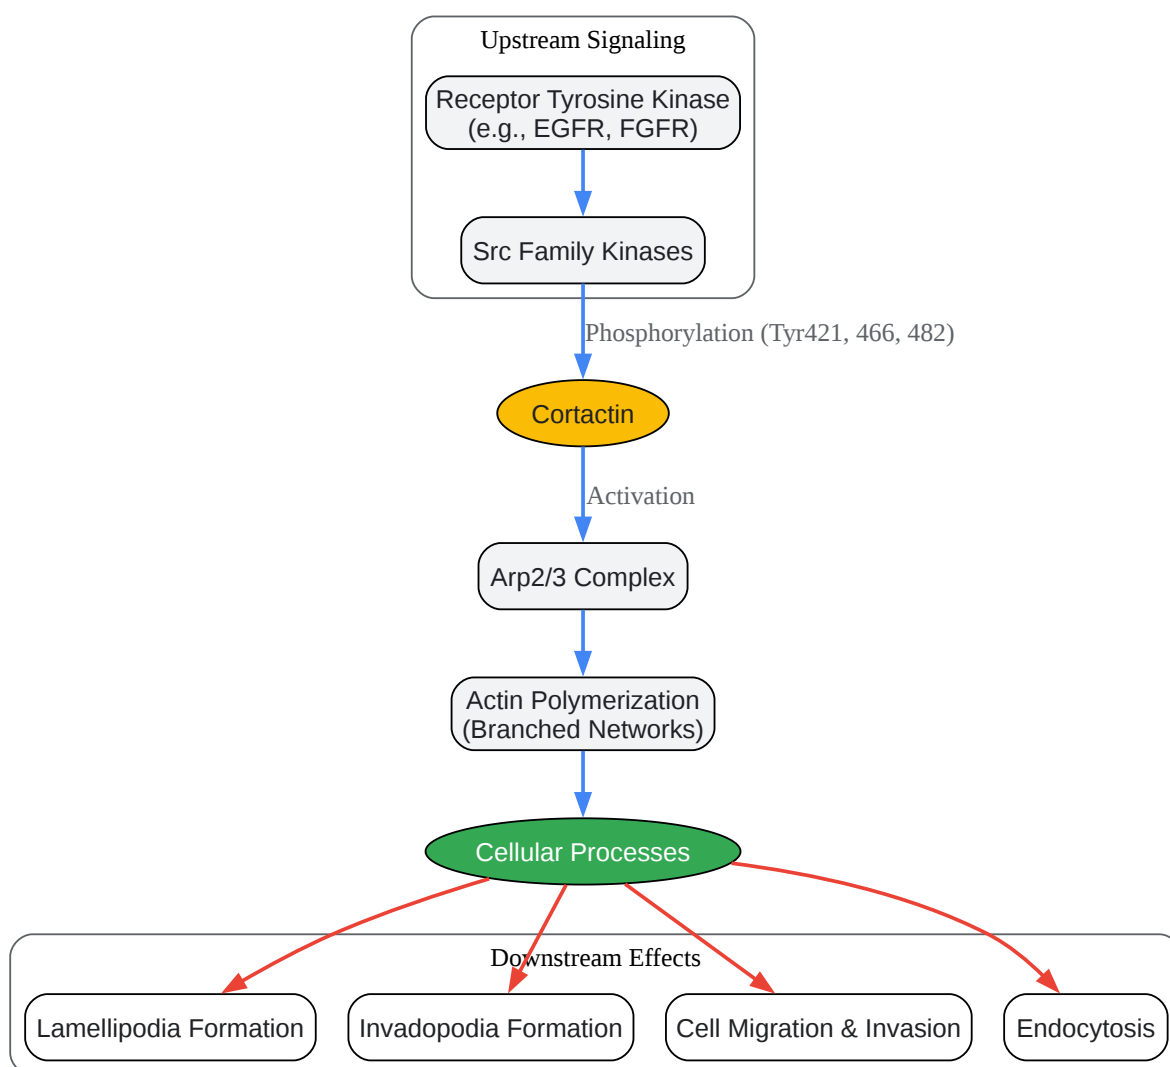 Upstream Signaling
Receptor Tyrosine Kinase
(e.g., EGFR, FGFR)
Src Family Kinases
Phosphorylation (Tyr421, 466, 482)
Cortactin
Activation
Arp2/3 Complex
Actin Polymerization
(Branched Networks)
Cellular Processes
Downstream Effects
Lamellipodia Formation
Invadopodia Formation
Cell Migration & Invasion
Endocytosis